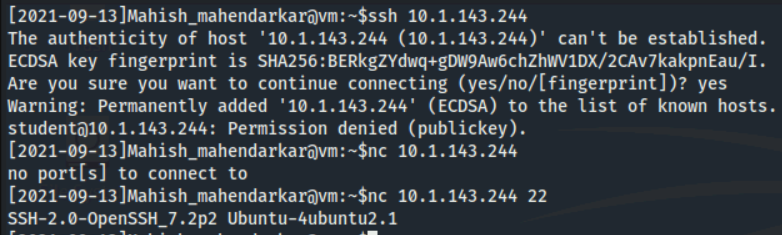 [2021-09-13]Mahish_mahendarkar@vm:~$ssh 10.1.143.244
The authenticity of host '10.1.143.244 (10.1.143.244)' can't be established.
ECDSA key fingerprint is SHA256:BERkgZYdwq+gDW9Aw6chZhWV1DX/2CAv7kakpnEau/I.
Are you sure you want to continue connecting (yes/no/[fingerprint])? yes
Warning: Permanently added '10.1.143.244' (ECDSA) to the list of known hosts.
student@10.1.143.244: Permission denied (publickey).
[2021-09-13]Mahish_mahendarkar@vm:~$nc 10.1.143.244
no port[s] to connect to
[2021-09-13]Mahish_mahendarkar@vm:~$nc 10.1.143.244 22
SSH-2.0-OpenSSH_7.2p2 Ubuntu-4ubuntu2.1